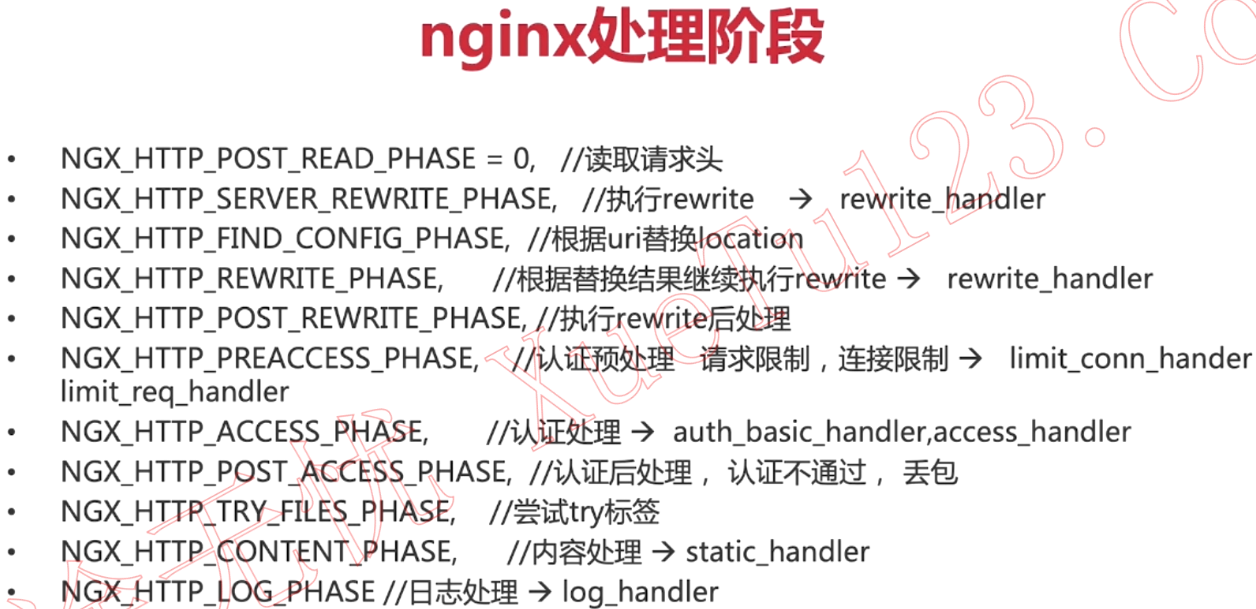 nginx处理阶段
• NGX_HTTP_POST_READ_PHASE = 0, //读取请求头
• NGX_HTTP_SERVER_REWRITE_PHASE, //执行rewrite → rewrite_handler
• NGX_HTTP_FIND_CONFIG_PHASE, //根据uri替换location
• NGX_HTTP_REWRITE_PHASE, //根据替换结果继续执行rewrite → rewrite_handler
• NGX_HTTP_POST_REWRITE_PHASE, //执行rewrite后处理
• NGX_HTTP_PREACCESS_PHASE, //认证预处理 请求限制，连接限制 → limit_conn_hander
limit_req_handler
• NGX_HTTP_ACCESS_PHASE, //认证处理 → auth_basic_handler,access_handler
• NGX_HTTP_POST_ACCESS_PHASE, //认证后处理，认证不通过，丢包
• NGX_HTTP_TRY_FILES_PHASE, //尝试try标签
• NGX_HTTP_CONTENT_PHASE, //内容处理 → static_handler
• NGX_HTTP_LOG_PHASE //日志处理 → log_handler
途无忧 XueTu123.Co